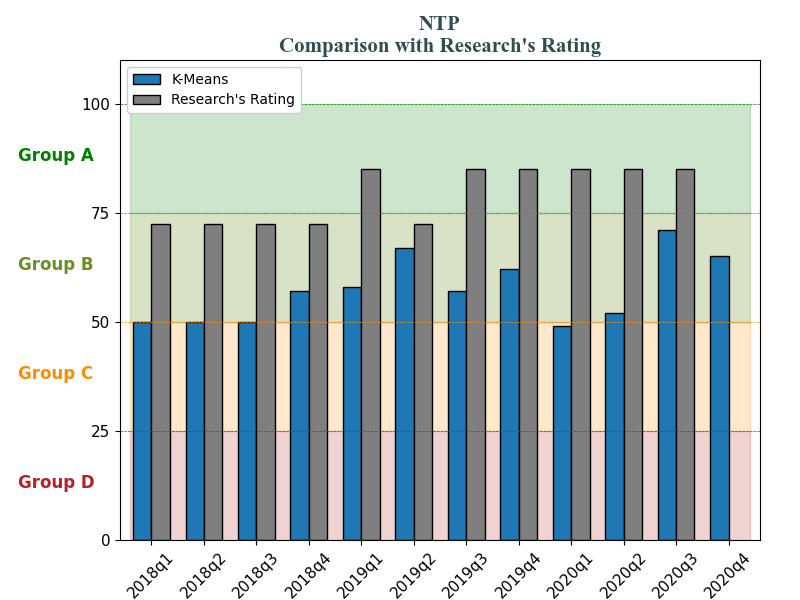 NTP
Comparison with Research's Rating
K-Means
Research's Rating
100
Group A
75
Group B
50
Group C
25
Group D
0
2018q1
2018q2
2018q3
2018q4
2019q1
2019q2
2019q3
2019q4
2020q1
2020q2
2020q3
2020q4